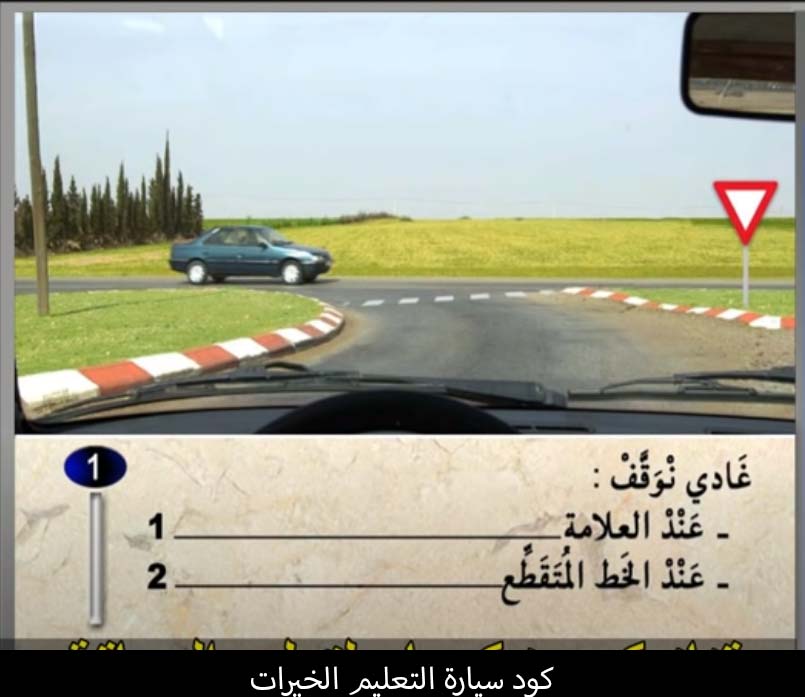 1
غَادي نْوَقَّفْ :
ـ عَنْدْ العلامة 1
ـ عَنْدْ الخَط المُتَقَطِّع 2
كود سيارة التعليم الخيرات